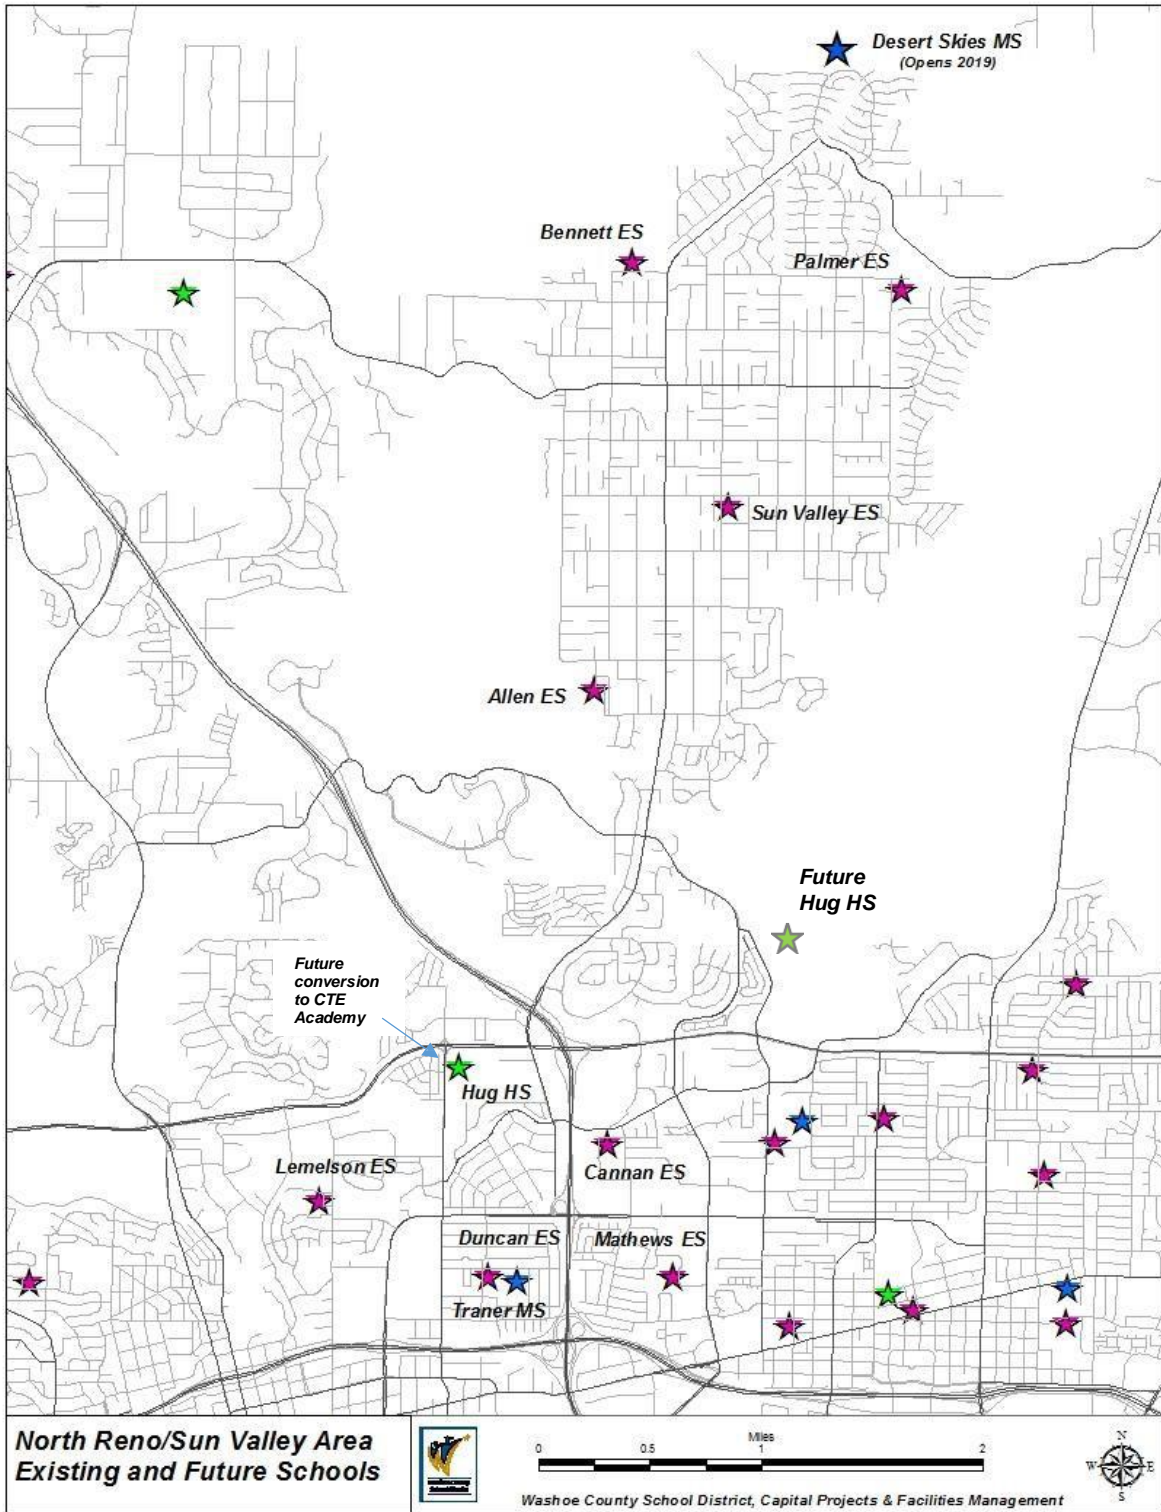 Desert Skies MS
(Opens 2019)
Bennett ES
Palmer ES
Sun Valley ES
Allen ES
Future
Hug HS
Future
conversion
to CTE
Academy
Hug HS
Lemelson ES
Cannan ES
Duncan ES
Mathews ES
Traner MS
North Reno/Sun Valley Area
Existing and Future Schools
Miles
0 0.5 1 2
N
W E
S
Washoe County School District, Capital Projects & Facilities Management